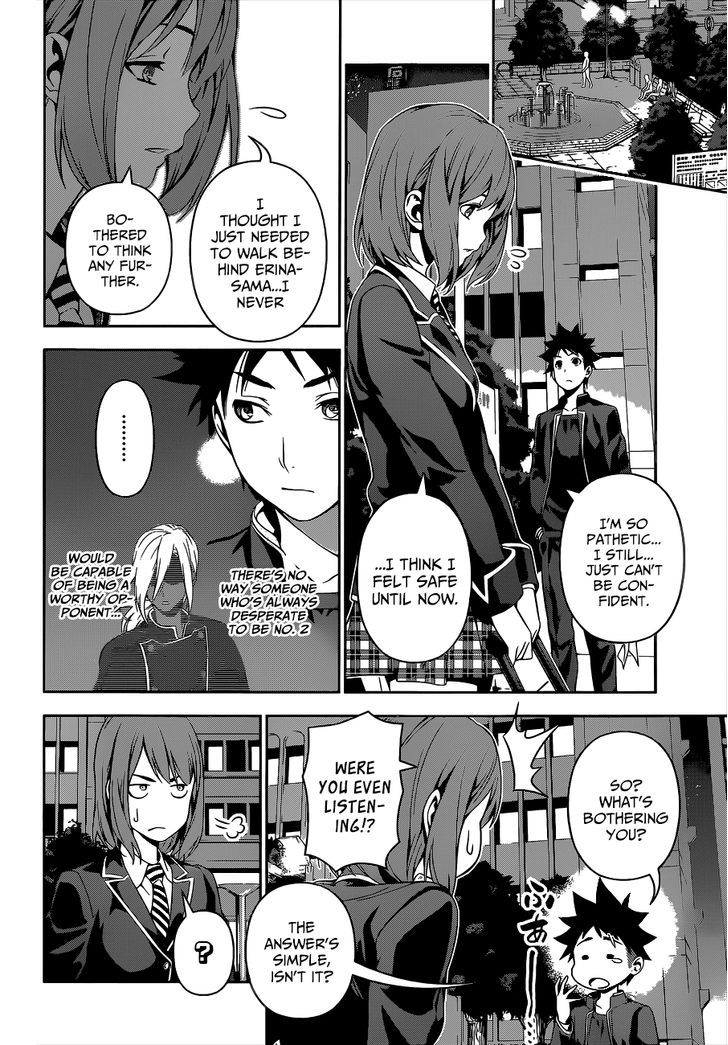 I'M SO
PATHETIC...
I STILL...
JUST CAN'T
BE CON-
FIDENT.
...I THINK I
FELT SAFE
UNTIL NOW.
I
THOUGHT I
JUST NEEDED
TO WALK BE-
HIND ERINA-
SAMA...I
NEVER
BO-
THERED
TO THINK
ANY FUR-
THER.
.........
THERE'S NO
WAY SOMEONE
WHO'S ALWAYS
DESPERATE
TO BE NO. 2
WOULD
BE CAPABLE
OF BEING A
WORTHY OP-
PONENT...
SO?
WHAT'S
BOTHERING
YOU?
ふぁー
WERE
YOU EVEN
LISTEN-
ING!?
THE
ANSWER'S
SIMPLE,
ISN'T IT?
?